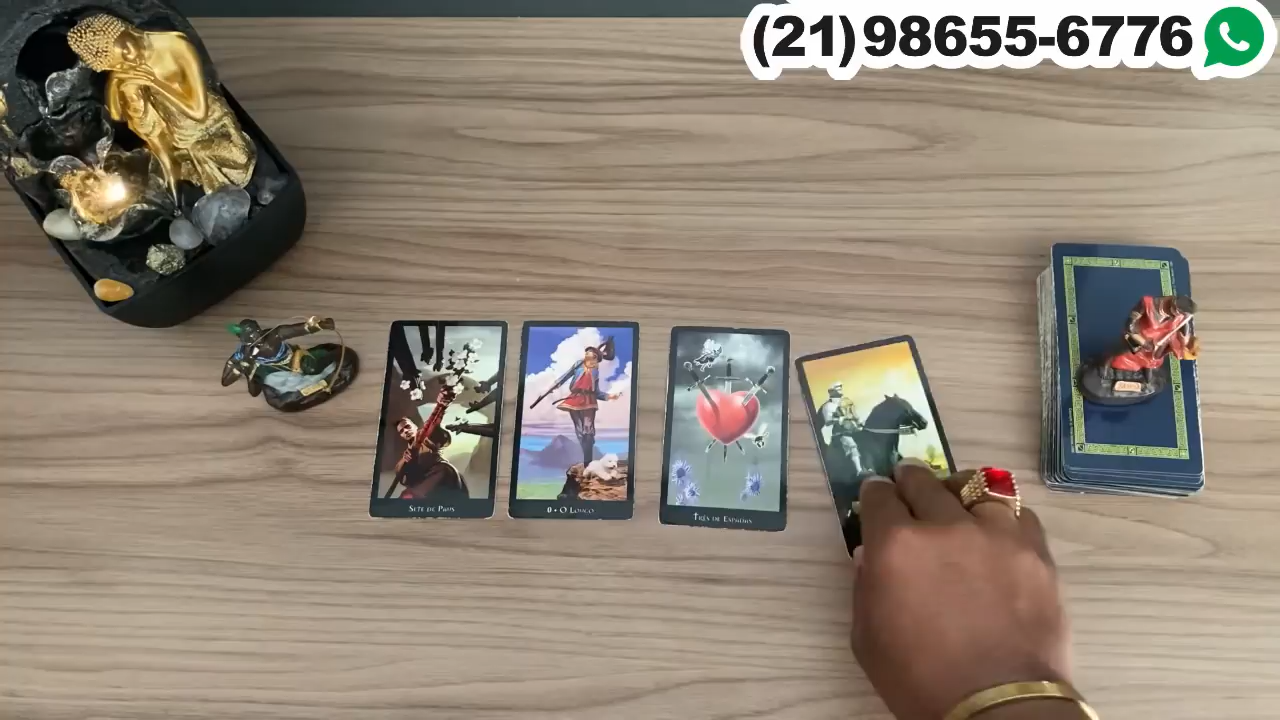 (21)98655-6776
SETE DE PAUS
0 • O LOUCO
TRÊS DE ESPADAS